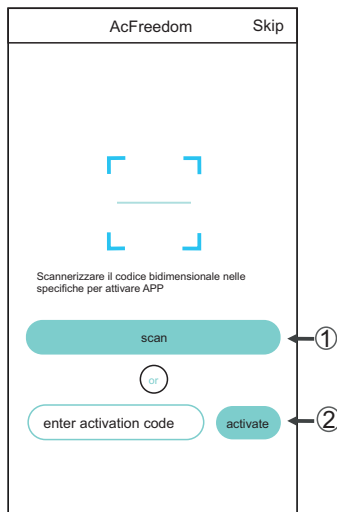 AcFreedom Skip
Scannerizzare il codice bidimensionale nelle
specifiche per attivare APP
scan
①
or
enter activation code
activate
②